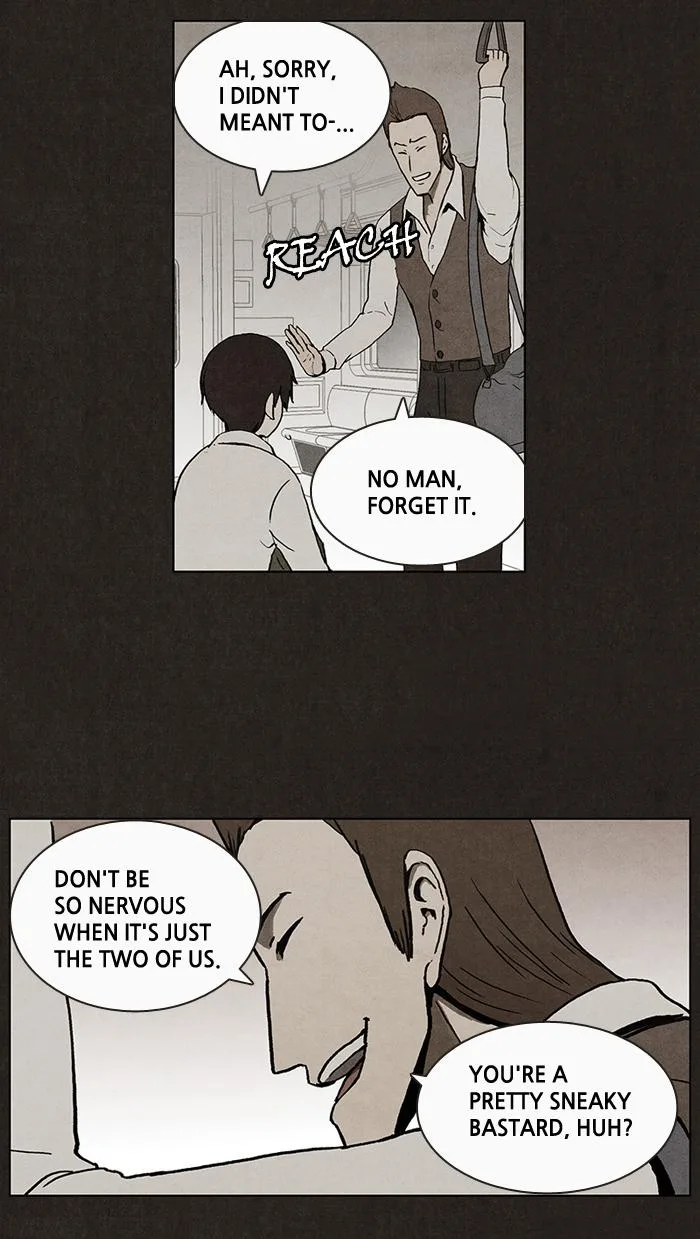 AH, SORRY,
I DIDN'T
MEANT TO-...
REACH
NO MAN,
FORGET IT.
DON'T BE
SO NERVOUS
WHEN IT'S JUST
THE TWO OF US.
YOU'RE A
PRETTY SNEAKY
BASTARD, HUH?